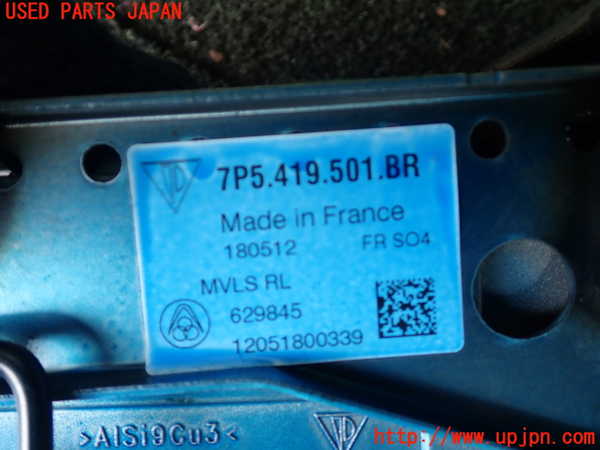 USED PARTS JAPAN
7P5.419.501.BR
Made in France
180512 FR SO4
MVLS RL
629845
12051800339
>AlSi9Cu3<
http://www.upjpn.com